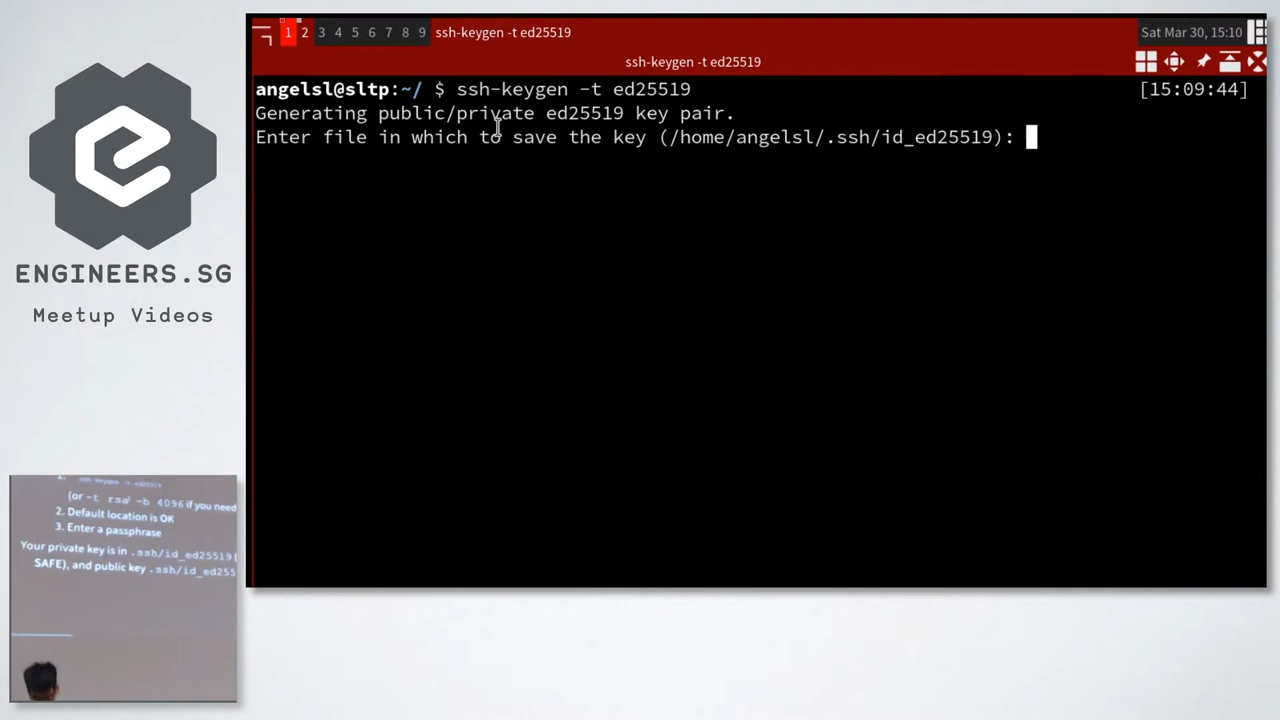 1 2 3 4 5 6 7 8 9 ssh-keygen -t ed25519 Sat Mar 30, 15:10
ssh-keygen -t ed25519
angelsl@sltp:~/ $ ssh-keygen -t ed25519 [15:09:44]
Generating public/private ed25519 key pair.
Enter file in which to save the key (/home/angelsl/.ssh/id_ed25519):
ENGINEERS.SG
Meetup Videos
1. ssh-keygen -t ed25519
(or -t rsa -b 4096 if you need
2. Default location is OK
3. Enter a passphrase
Your private key is in .ssh/id_ed25519(
SAFE), and public key .ssh/id_ed255